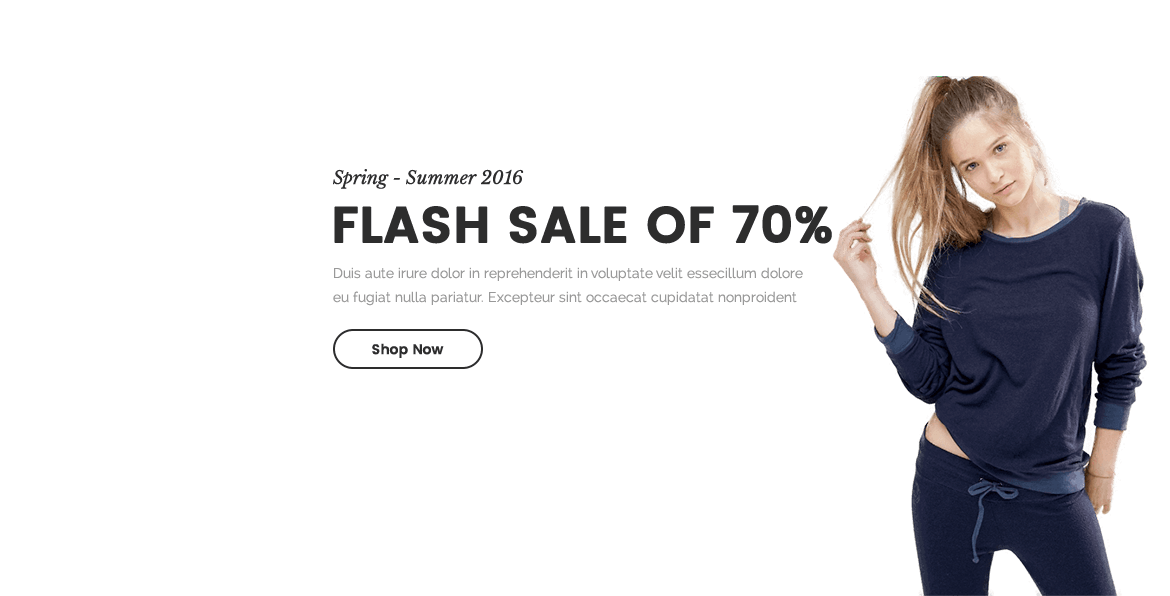 Spring - Summer 2016
FLASH SALE OF 70%
Duis aute irure dolor in reprehenderit in voluptate velit essecillum dolore
eu fugiat nulla pariatur. Excepteur sint occaecat cupidatat nonproident
Shop Now